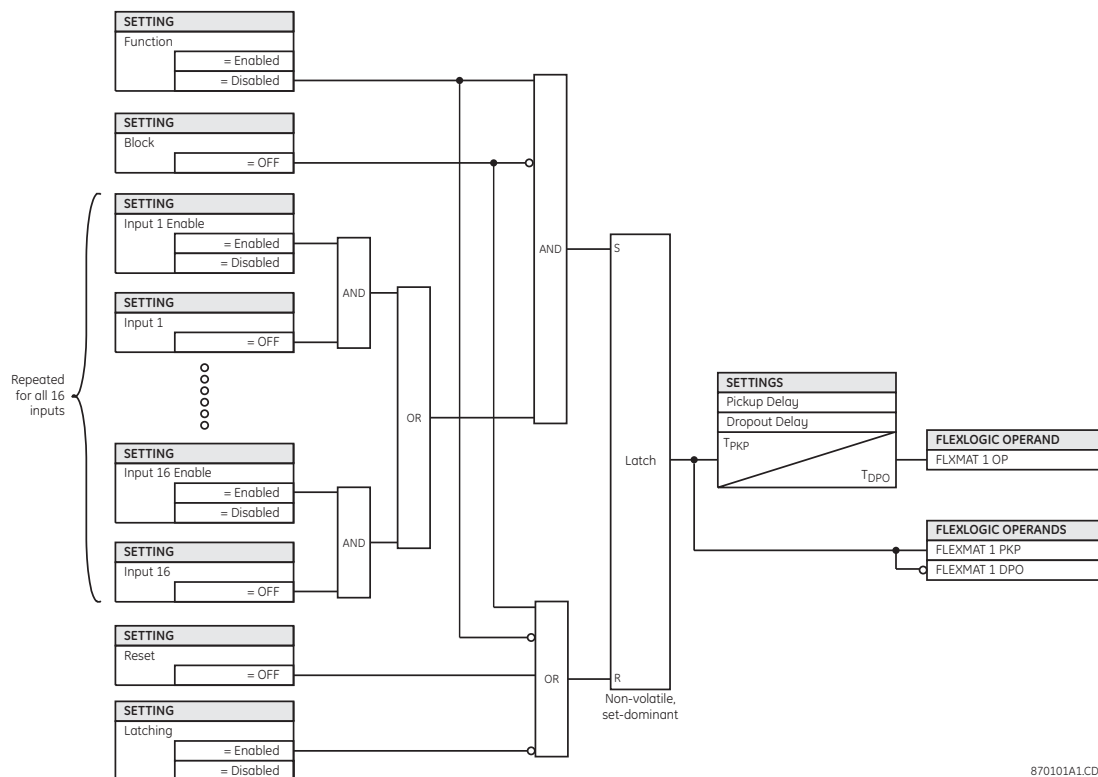 SETTING
Function
= Enabled
= Disabled
SETTING
Block
= OFF
SETTING
Input 1 Enable
= Enabled
= Disabled
SETTING
Input 1
= OFF
Repeated
for all 16
inputs
SETTING
Input 16 Enable
= Enabled
= Disabled
SETTING
Input 16
= OFF
SETTING
Reset
= OFF
SETTING
Latching
= Enabled
= Disabled
AND
AND
OR
AND
OR
S
Latch
R
Non-volatile,
set-dominant
SETTINGS
Pickup Delay
Dropout Delay
TPKP
TDPO
FLEXLOGIC OPERAND
FLXMAT 1 OP
FLEXLOGIC OPERANDS
FLEXMAT 1 PKP
FLEXMAT 1 DPO
870101A1.CD